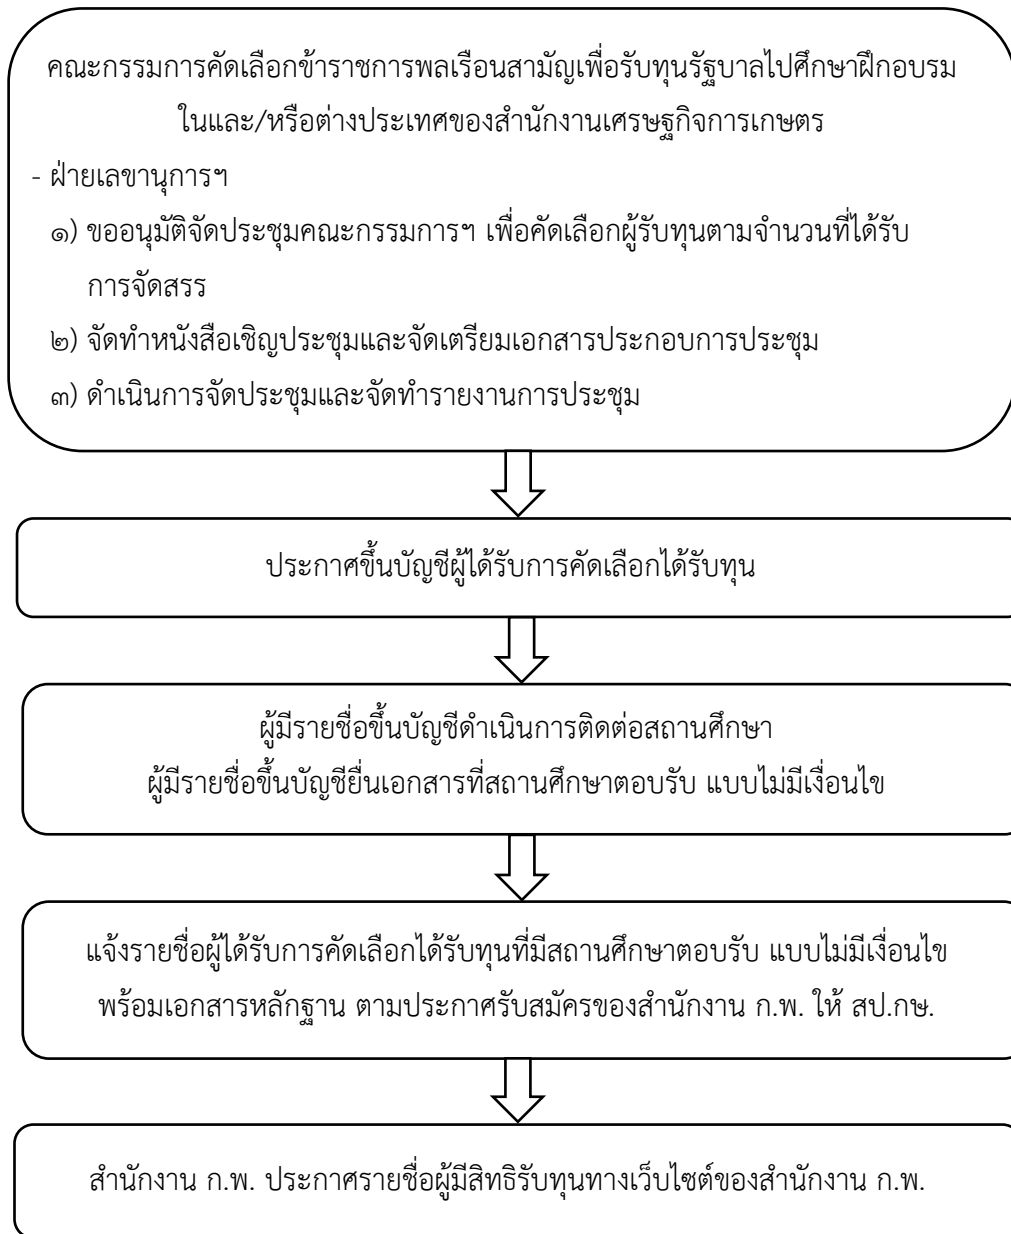 คณะกรรมการคัดเลือกข้าราชการพลเรือนสามัญเพื่อรับทุนรัฐบาลไปศึกษาฝึกอบรม
ในและ/หรือต่างประเทศของสำนักงานเศรษฐกิจการเกษตร
- ฝ่ายเลขานุการฯ
๑) ขออนุมัติจัดประชุมคณะกรรมการฯ เพื่อคัดเลือกผู้รับทุนตามจำนวนที่ได้รับ
การจัดสรร
๒) จัดทำหนังสือเชิญประชุมและจัดเตรียมเอกสารประกอบการประชุม
๓) ดำเนินการจัดประชุมและจัดทำรายงานการประชุม
ประกาศขึ้นบัญชีผู้ได้รับการคัดเลือกได้รับทุน
ผู้มีรายชื่อขึ้นบัญชีดำเนินการติดต่อสถานศึกษา
ผู้มีรายชื่อขึ้นบัญชียื่นเอกสารที่สถานศึกษาตอบรับ แบบไม่มีเงื่อนไข
แจ้งรายชื่อผู้ได้รับการคัดเลือกได้รับทุนที่มีสถานศึกษาตอบรับ แบบไม่มีเงื่อนไข
พร้อมเอกสารหลักฐาน ตามประกาศรับสมัครของสำนักงาน ก.พ. ให้ สป.กษ.
สำนักงาน ก.พ. ประกาศรายชื่อผู้มีสิทธิรับทุนทางเว็บไซต์ของสำนักงาน ก.พ.